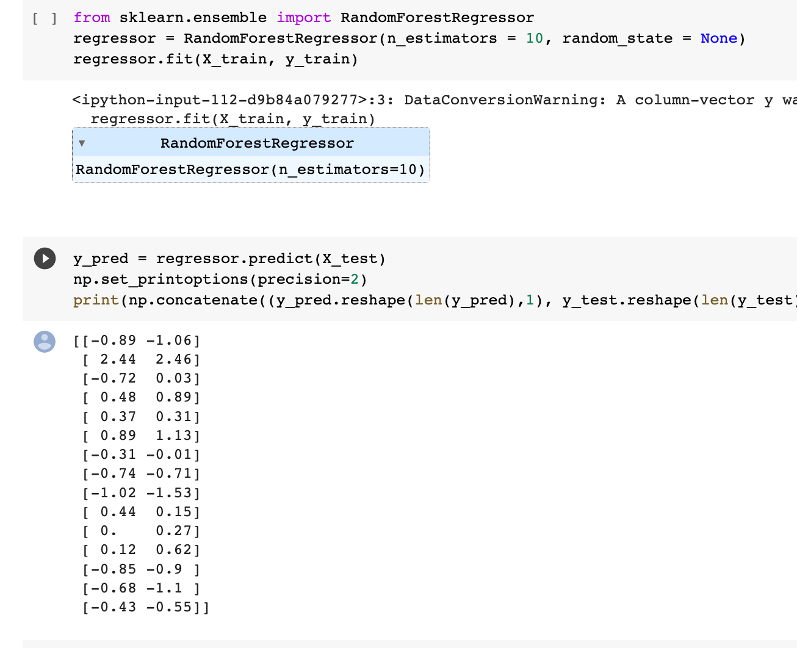 [ ] from sklearn.ensemble import RandomForestRegressor
regressor = RandomForestRegressor(n_estimators = 10, random_state = None)
regressor.fit(X_train, y_train)
<ipython-input-112-d9b84a079277>:3: DataConversionWarning: A column-vector y wa
regressor.fit(X_train, y_train)
RandomForestRegressor
RandomForestRegressor(n_estimators=10)
y_pred = regressor.predict(X_test)
np.set_printoptions(precision=2)
print(np.concatenate((y_pred.reshape(len(y_pred),1), y_test.reshape(len(y_test)
[[-0.89 -1.06]
[ 2.44 2.46]
[-0.72 0.03]
[ 0.48 0.89]
[ 0.37 0.31]
[ 0.89 1.13]
[-0.31 -0.01]
[-0.74 -0.71]
[-1.02 -1.53]
[ 0.44 0.15]
[ 0. 0.27]
[ 0.12 0.62]
[-0.85 -0.9 ]
[-0.68 -1.1 ]
[-0.43 -0.55]]